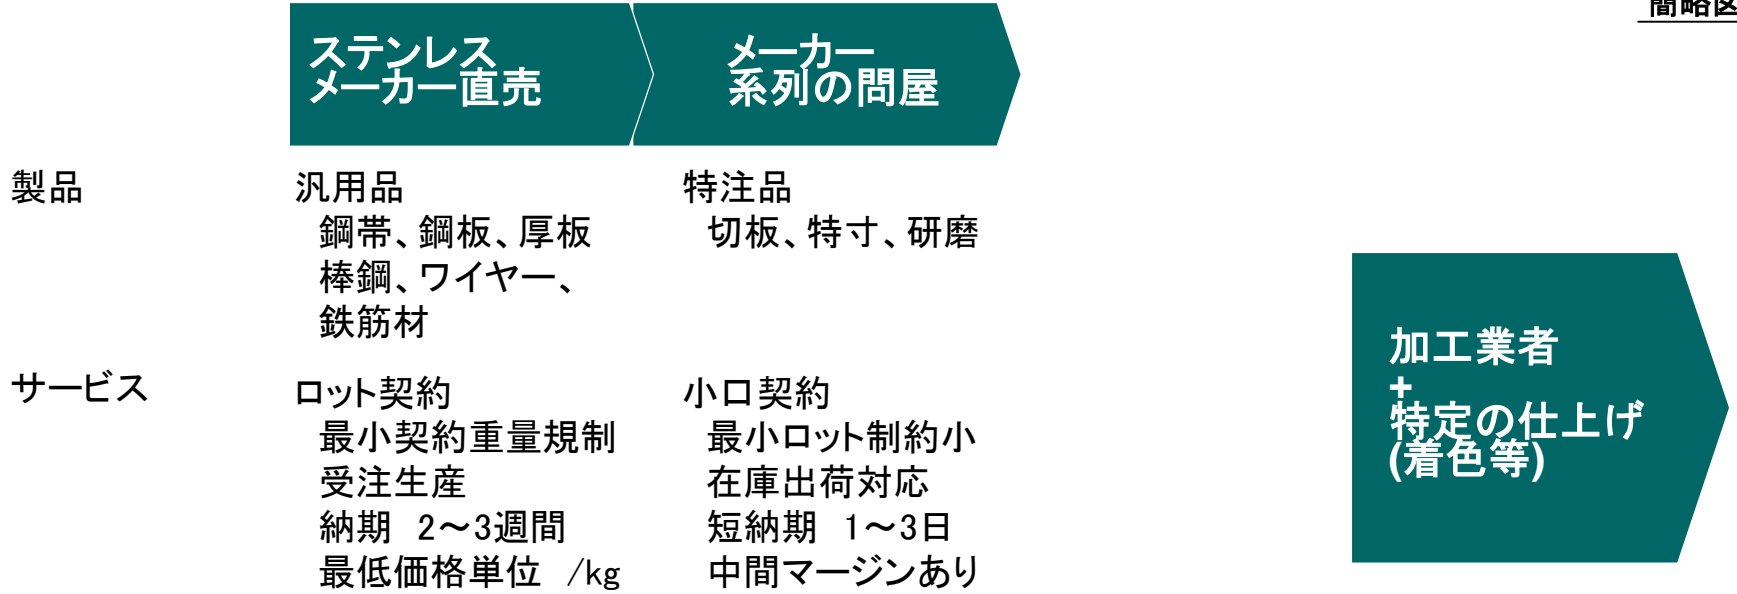 簡略図
ステンレス
メーカー直売
メーカー
系列の問屋
製品
汎用品
鋼帯、鋼板、厚板
棒鋼、ワイヤー、
鉄筋材
特注品
切板、特寸、研磨
サービス
ロット契約
最小契約重量規制
受注生産
納期 2～3週間
最低価格単位 /kg
小口契約
最小ロット制約小
在庫出荷対応
短納期 1～3日
中間マージンあり
加工業者
+
特定の仕上げ
(着色等)